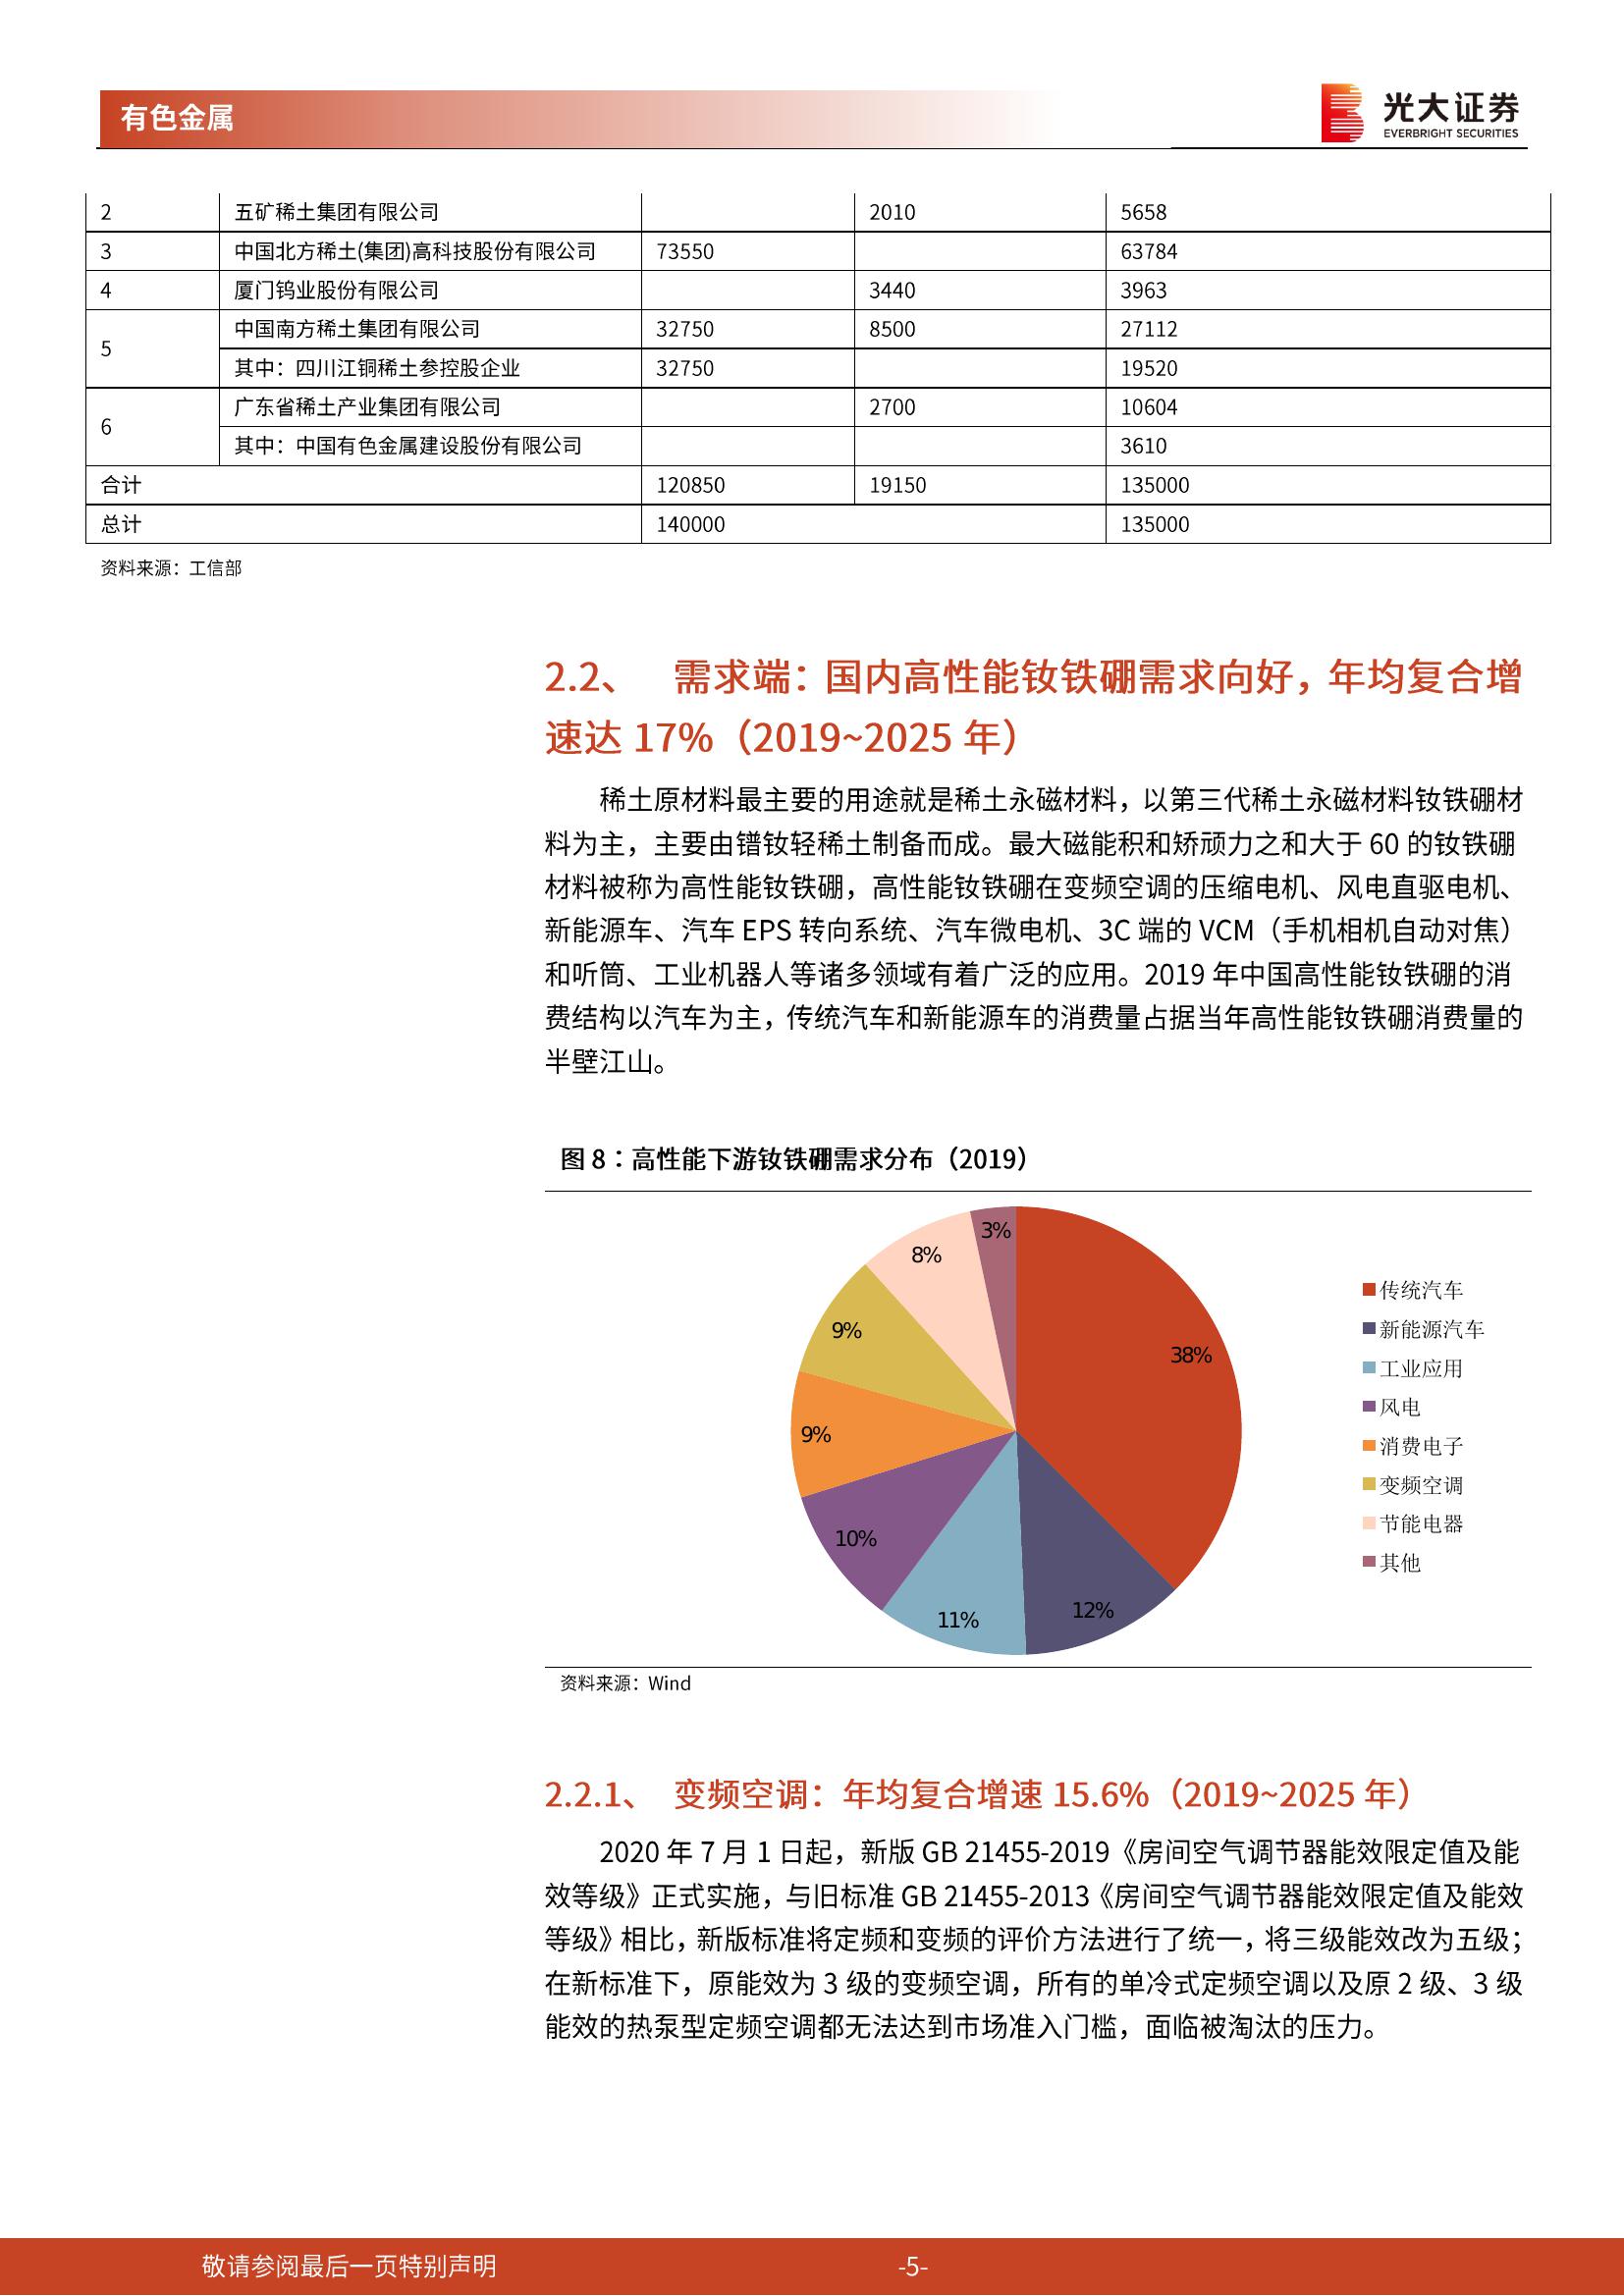 有色金属
光大证券
EVERBRIGHT SECURITIES
2 五矿稀土集团有限公司 2010 5658
3 中国北方稀土(集团)高科技股份有限公司 73550 63784
4 厦门钨业股份有限公司 3440 3963
5 中国南方稀土集团有限公司 32750 8500 27112
其中：四川江铜稀土参控股企业 32750 19520
6 广东省稀土产业集团有限公司 2700 10604
其中：中国有色金属建设股份有限公司 3610
合计 120850 19150 135000
总计 140000 135000
资料来源：工信部
2.2、 需求端：国内高性能钕铁硼需求向好，年均复合增
速达 17%（2019~2025 年）
稀土原材料最主要的用途就是稀土永磁材料，以第三代稀土永磁材料钕铁硼材
料为主，主要由镨钕轻稀土制备而成。最大磁能积和矫顽力之和大于 60 的钕铁硼
材料被称为高性能钕铁硼，高性能钕铁硼在变频空调的压缩电机、风电直驱电机、
新能源车、汽车 EPS 转向系统、汽车微电机、3C 端的 VCM（手机相机自动对焦）
和听筒、工业机器人等诸多领域有着广泛的应用。2019 年中国高性能钕铁硼的消
费结构以汽车为主，传统汽车和新能源车的消费量占据当年高性能钕铁硼消费量的
半壁江山。
图 8：高性能下游钕铁硼需求分布（2019）
3%
8%
9%
38%
9%
10%
12%
11%
传统汽车
新能源汽车
工业应用
风电
消费电子
变频空调
节能电器
其他
资料来源：Wind
2.2.1、 变频空调：年均复合增速 15.6%（2019~2025 年）
2020 年 7 月 1 日起，新版 GB 21455-2019《房间空气调节器能效限定值及能
效等级》正式实施，与旧标准 GB 21455-2013《房间空气调节器能效限定值及能效
等级》相比，新版标准将定频和变频的评价方法进行了统一，将三级能效改为五级；
在新标准下，原能效为 3 级的变频空调，所有的单冷式定频空调以及原 2 级、3 级
能效的热泵型定频空调都无法达到市场准入门槛，面临被淘汰的压力。
敬请参阅最后一页特别声明
-5-